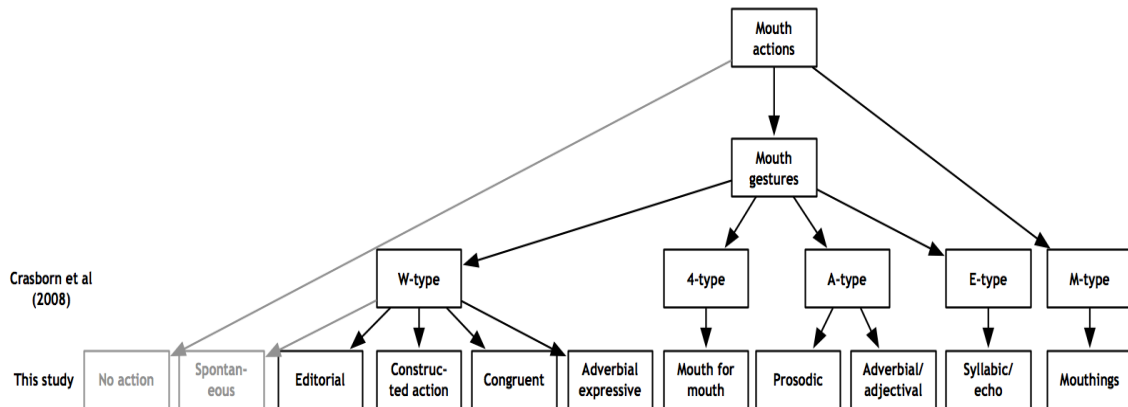 Mouth
actions
Mouth
gestures
Crasborn et al
(2008)
W-type
4-type
A-type
E-type
M-type
This study
No action
Spontan-
eous
Editorial
Construc-
ted action
Congruent
Adverbial
expressive
Mouth for
mouth
Prosodic
Adverbial/
adjectival
Syllabic/
echo
Mouthings